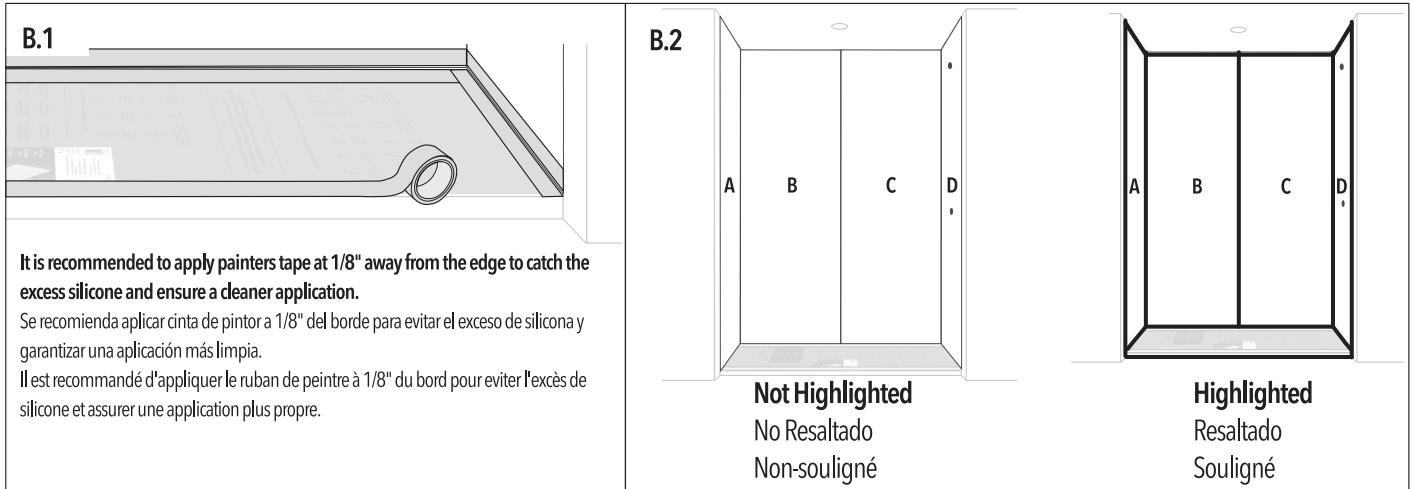 B.1
It is recommended to apply painters tape at 1/8" away from the edge to catch the
excess silicone and ensure a cleaner application.
Se recomienda aplicar cinta de pintor a 1/8" del borde para evitar el exceso de silicona y
garantizar una aplicación más limpia.
Il est recommandé d'appliquer le ruban de peintre à 1/8" du bord pour eviter l'excès de
silicone et assurer une application plus propre.
B.2
A B C D
Not Highlighted
No Resaltado
Non-souligné
A B C D
Highlighted
Resaltado
Souligné